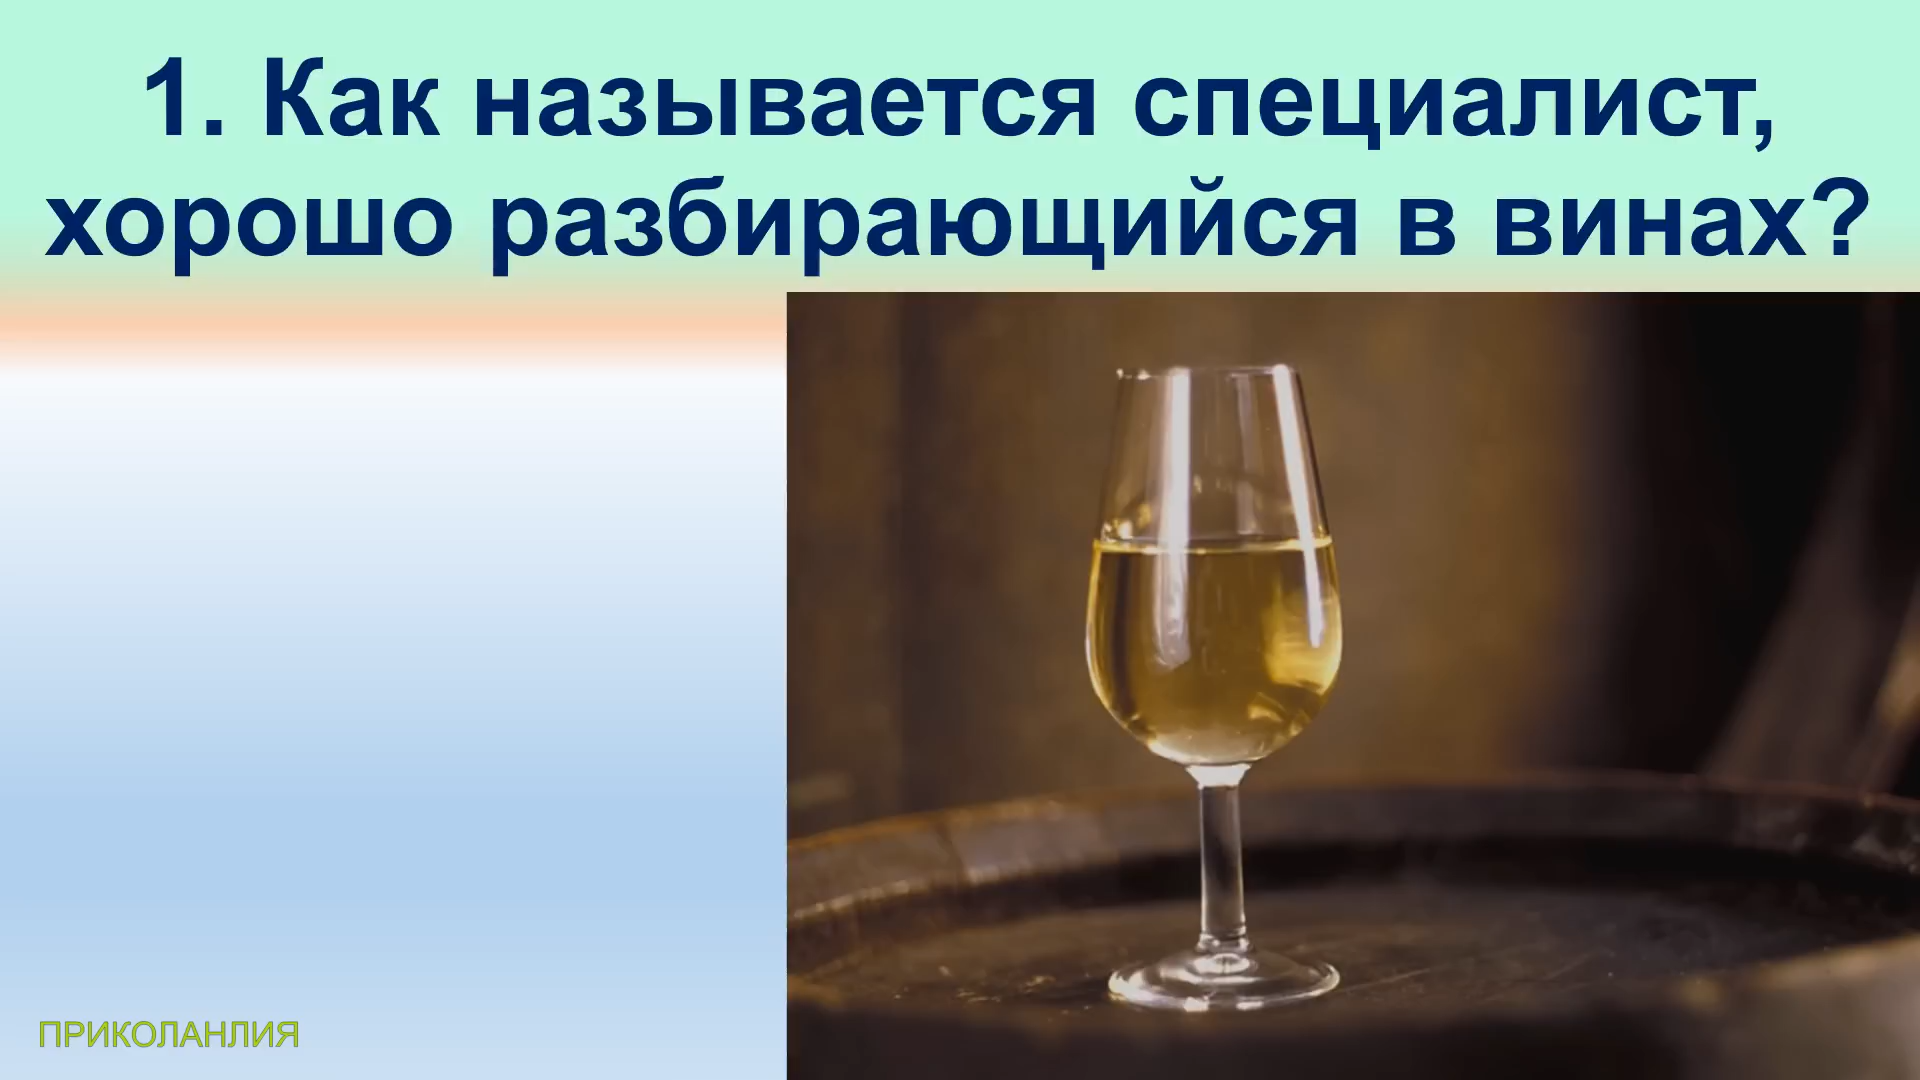 1. Как называется специалист,
хорошо разбирающийся в винах?
ПРИКОЛАНЛИЯ